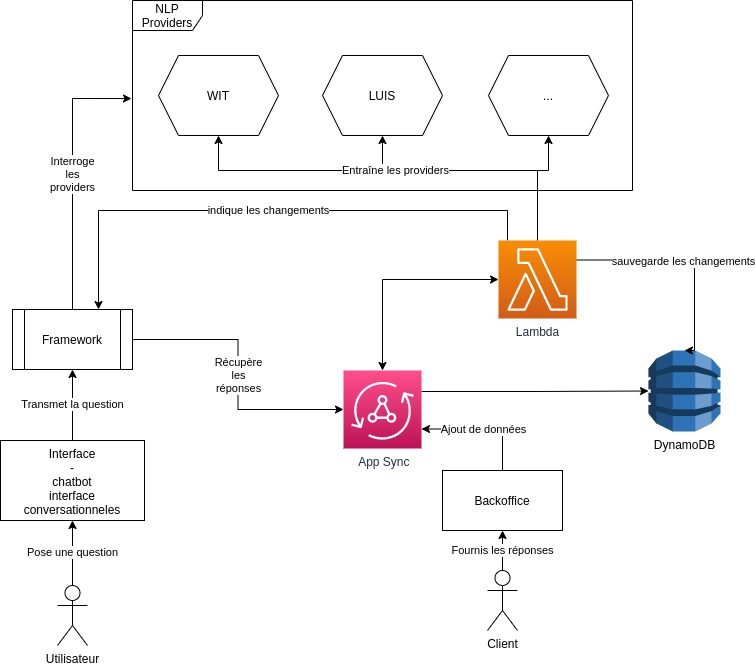 NLP
Providers
WIT
LUIS
...
Interroge
les
providers
Entraîne les providers
indique les changements
sauvegarde les changements
Lambda
Framework
Récupère
les
réponses
Transmet la question
App Sync
Ajout de données
DynamoDB
Interface
-
chatbot
interface
conversationneles
Backoffice
Pose une question
Fournis les réponses
Utilisateur
Client